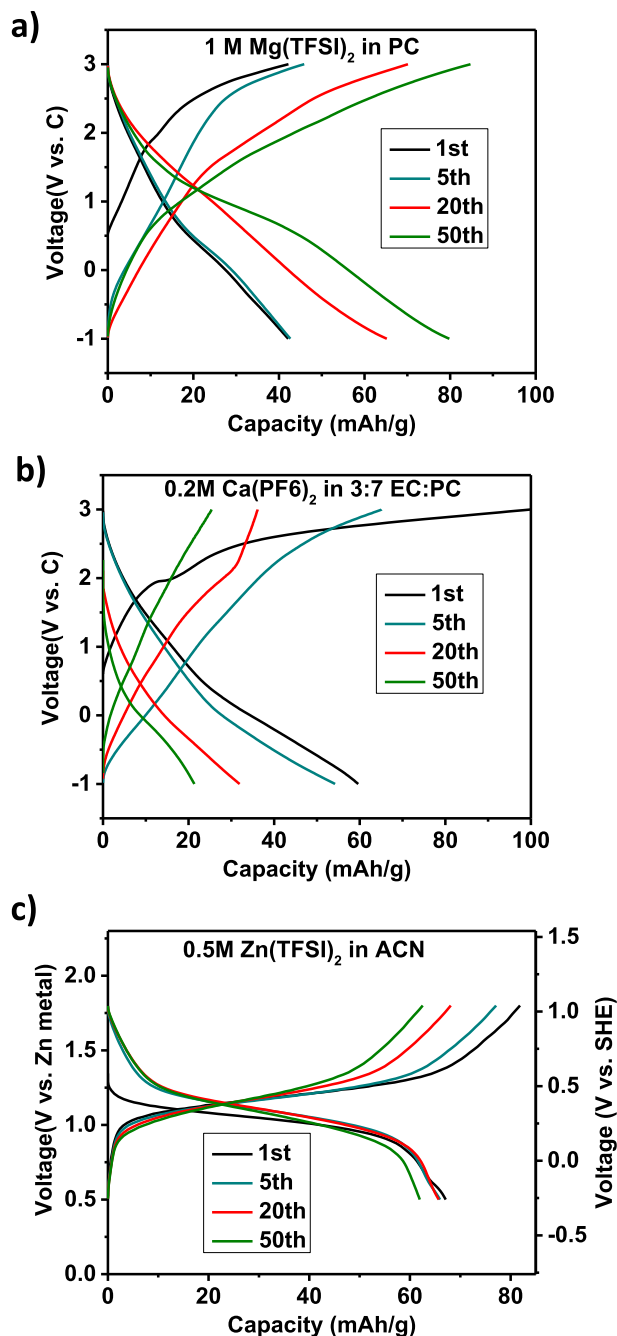 a)
1 M Mg(TFSI)2 in PC
Voltage(V vs. C)
3
2
1
0
-1
1st
5th
20th
50th
0 20 40 60 80 100
Capacity (mAh/g)
b)
0.2M Ca(PF6)2 in 3:7 EC:PC
Voltage(V vs. C)
3
2
1
0
-1
1st
5th
20th
50th
0 20 40 60 80 100
Capacity (mAh/g)
c)
0.5M Zn(TFSI)2 in ACN
Voltage(V vs. Zn metal)
2.0
1.5
1.0
0.5
0.0
1st
5th
20th
50th
1.5
1.0
0.5
0.0
-0.5
Voltage (V vs. SHE)
0 20 40 60 80
Capacity (mAh/g)